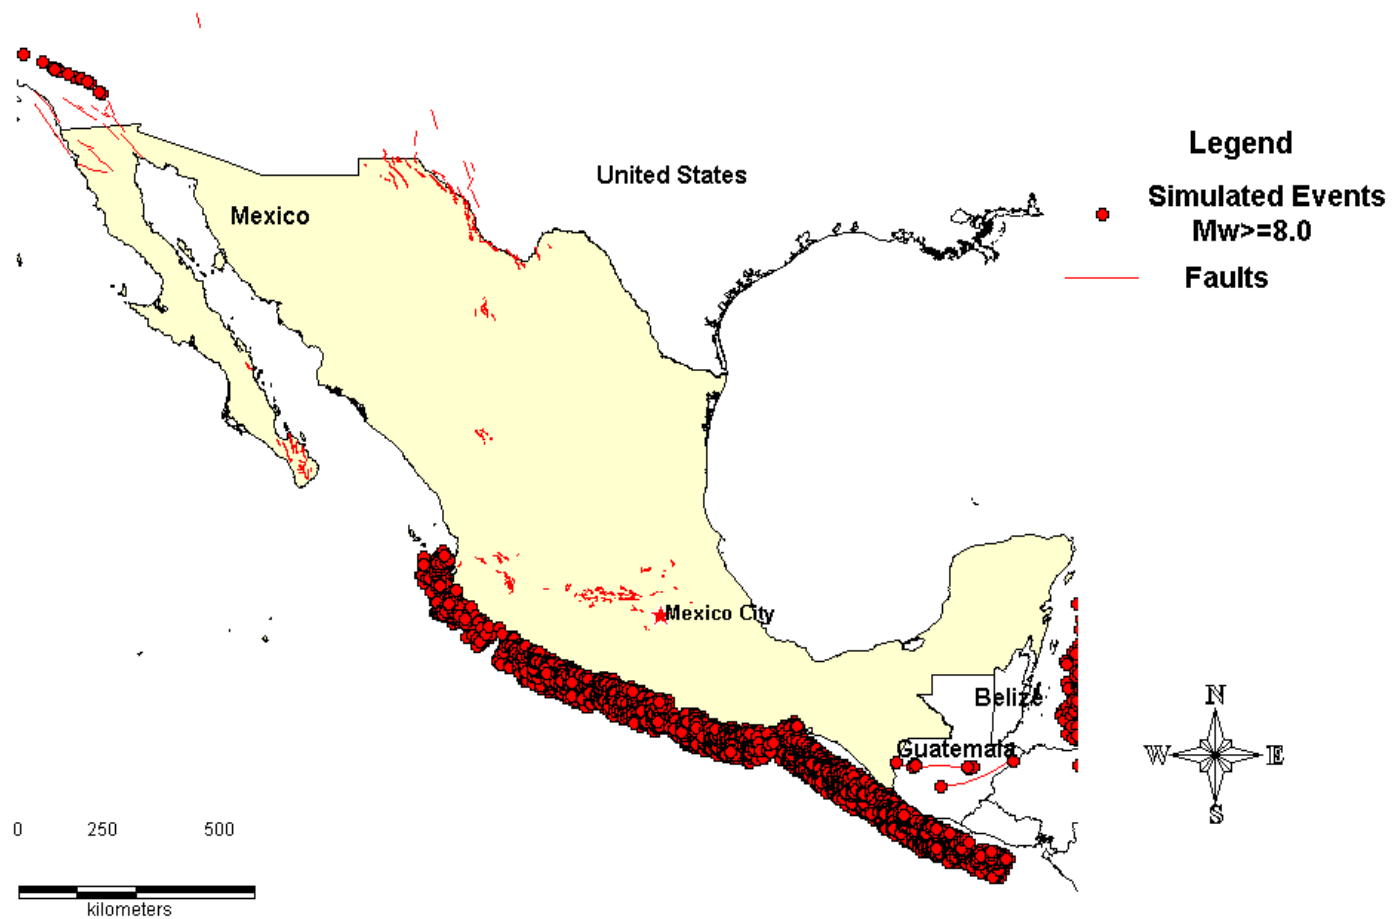 Legend
United States
Simulated Events
Mw>=8.0
Mexico
Faults
Mexico City
Belize
N
Guatemala
W E
S
0 250 500
kilometers